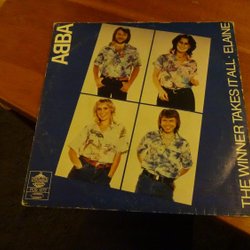 ABBA
THE WINNER TAKES IT ALL · ELAINE